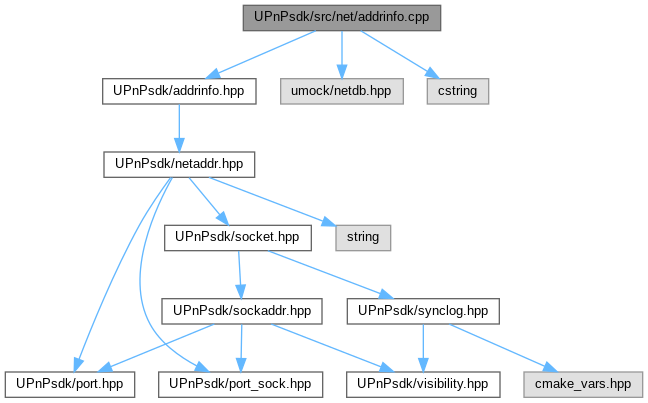 UPnPsdk/src/net/addrinfo.cpp
UPnPsdk/addrinfo.hpp
umock/netdb.hpp
cstring
UPnPsdk/netaddr.hpp
UPnPsdk/socket.hpp
string
UPnPsdk/sockaddr.hpp
UPnPsdk/synclog.hpp
UPnPsdk/port.hpp
UPnPsdk/port_sock.hpp
UPnPsdk/visibility.hpp
cmake_vars.hpp